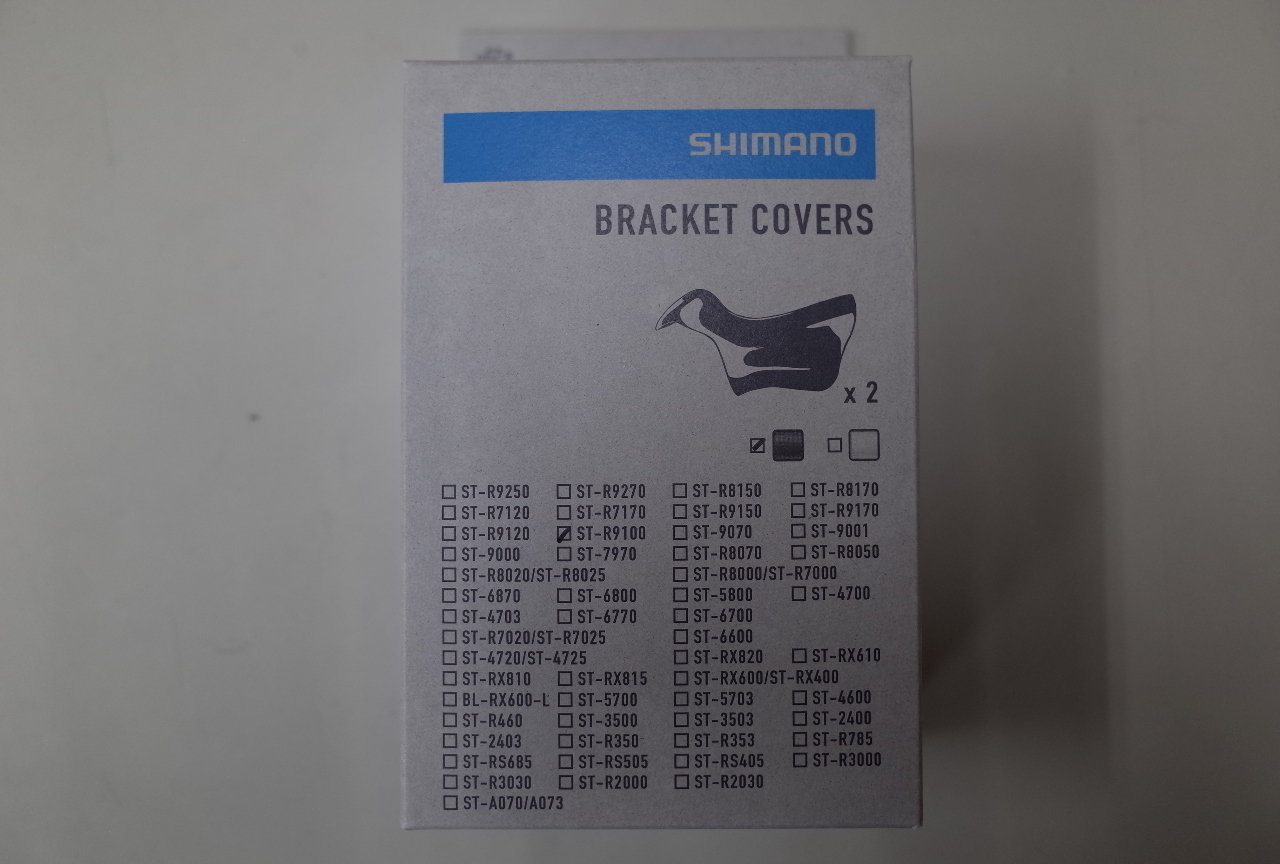 SHIMANO
BRACKET COVERS
x 2
ST-R9250 ST-R9270 ST-R8150 ST-R8170
ST-R7120 ST-R7170 ST-R9150 ST-R9170
ST-R9120 ST-R9100 ST-9070 ST-9001
ST-9000 ST-7970 ST-R8070 ST-R8050
ST-R8020/ST-R8025 ST-R8000/ST-R7000
ST-6870 ST-6800 ST-5800 ST-4700
ST-4703 ST-6770 ST-6700
ST-R7020/ST-R7025 ST-6600
ST-4720/ST-4725 ST-RX820 ST-RX610
ST-RX810 ST-RX815 ST-RX600/ST-RX400
BL-RX600-L ST-5700 ST-5703 ST-4600
ST-R460 ST-3500 ST-3503 ST-2400
ST-2403 ST-R350 ST-R353 ST-R785
ST-RS685 ST-RS505 ST-RS405 ST-R3000
ST-R3030 ST-R2000 ST-R2030
ST-A070/A073